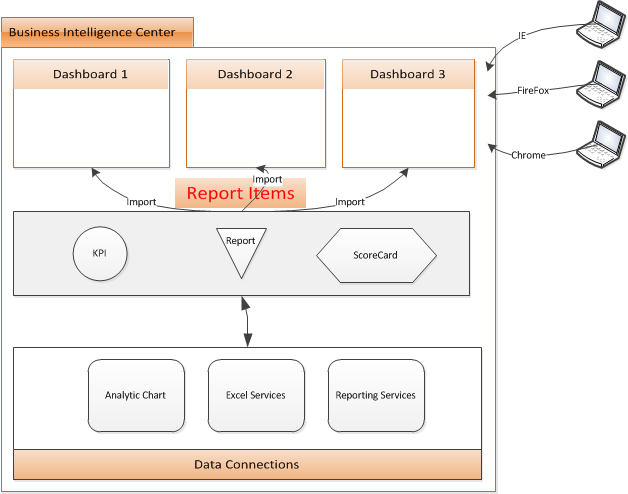 Business Intelligence Center
IE
Dashboard 1
Dashboard 2
Dashboard 3
FireFox
Chrome
Import
Report Items
Import
Import
KPI
Report
ScoreCard
Analytic Chart
Excel Services
Reporting Services
Data Connections